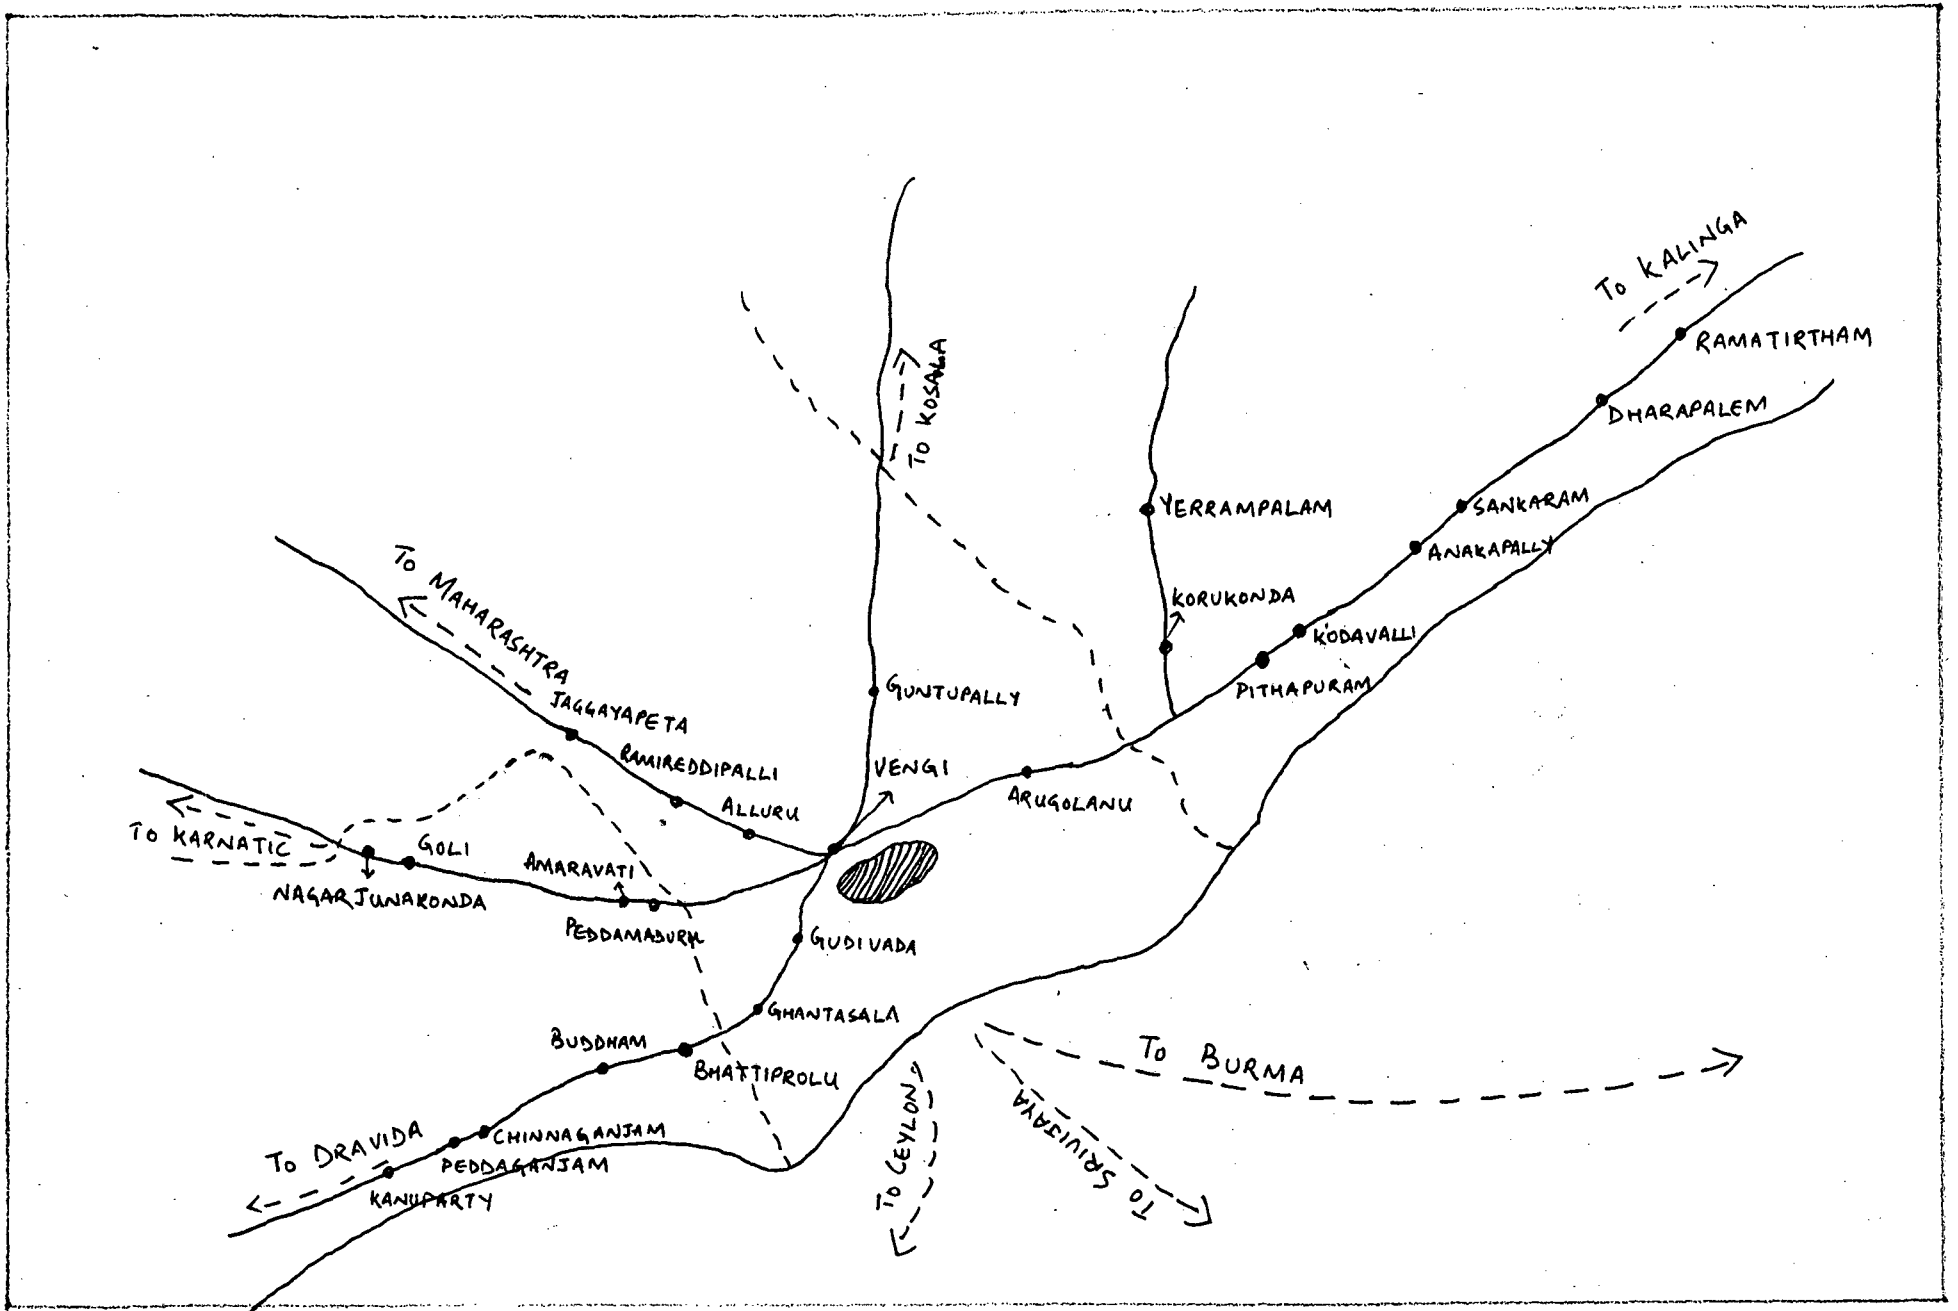 To KALINGA
RAMATIRTHAM
To KOSALA
DHARAPALEM
YERRAMPALAM
SANKARAM
ANAKAPALLY
To MAHARASHTRA
KORUKONDA
KODAVALLI
PITHAPURAM
GUNTUPALLY
JAGGAYAPETA
RAMIREDDIPALLI
VENGI
ALLURU
ARUGOLANU
To KARNATIC
GOLI
AMARAVATI
NAGARJUNAKONDA
PEDDAMADURU
GUDIVADA
GHANTASALA
BUDDHAM
BHATTIPROLU
To BURMA
To SRIVIJAYA
To CEYLON
To DRAVIDA
CHINNAGANJAM
PEDDAGANJAM
KANUPARTY